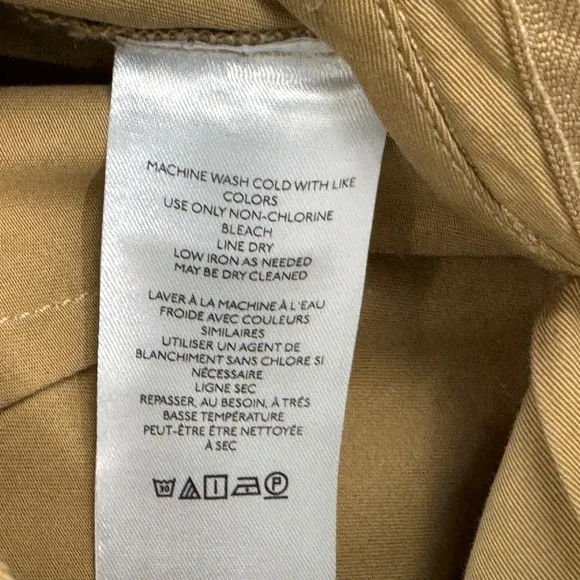 MACHINE WASH COLD WITH LIKE
COLORS
USE ONLY NON-CHLORINE
BLEACH
LINE DRY
LOW IRON AS NEEDED
MAY BE DRY CLEANED
LAVER À LA MACHINE À L'EAU
FROIDE AVEC COULEURS
SIMILAIRES
UTILISER UN AGENT DE
BLANCHIMENT SANS CHLORE SI
NÉCESSAIRE
LIGNE SEC
REPASSER, AU BESOIN, À TRÉS
BASSE TEMPÉRATURE
PEUT-ÊTRE ÊTRE NETTOYÉE
À SEC
30 P